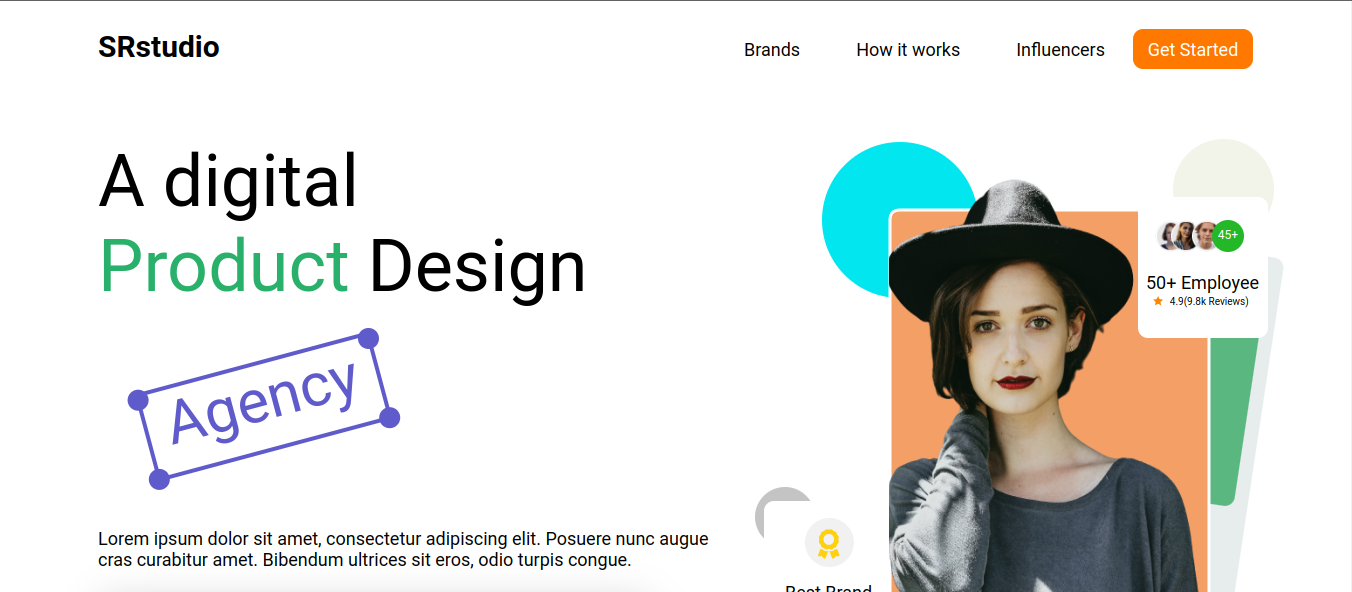 SRstudio
Brands
How it works
Influencers
Get Started
A digital
Product Design
Agency
45+
50+ Employee
4.9(9.8k Reviews)
Lorem ipsum dolor sit amet, consectetur adipiscing elit. Posuere nunc augue
cras curabitur amet. Bibendum ultrices sit eros, odio turpis congue.
Best Brand